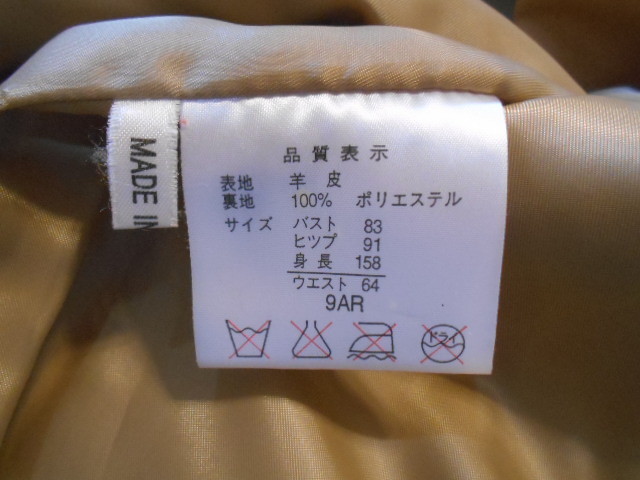 MADE IN
品質表示
表地 羊皮
裏地 100% ポリエステル
サイズ バスト 83
ヒップ 91
身長 158
ウエスト 64
9AR
ドライ